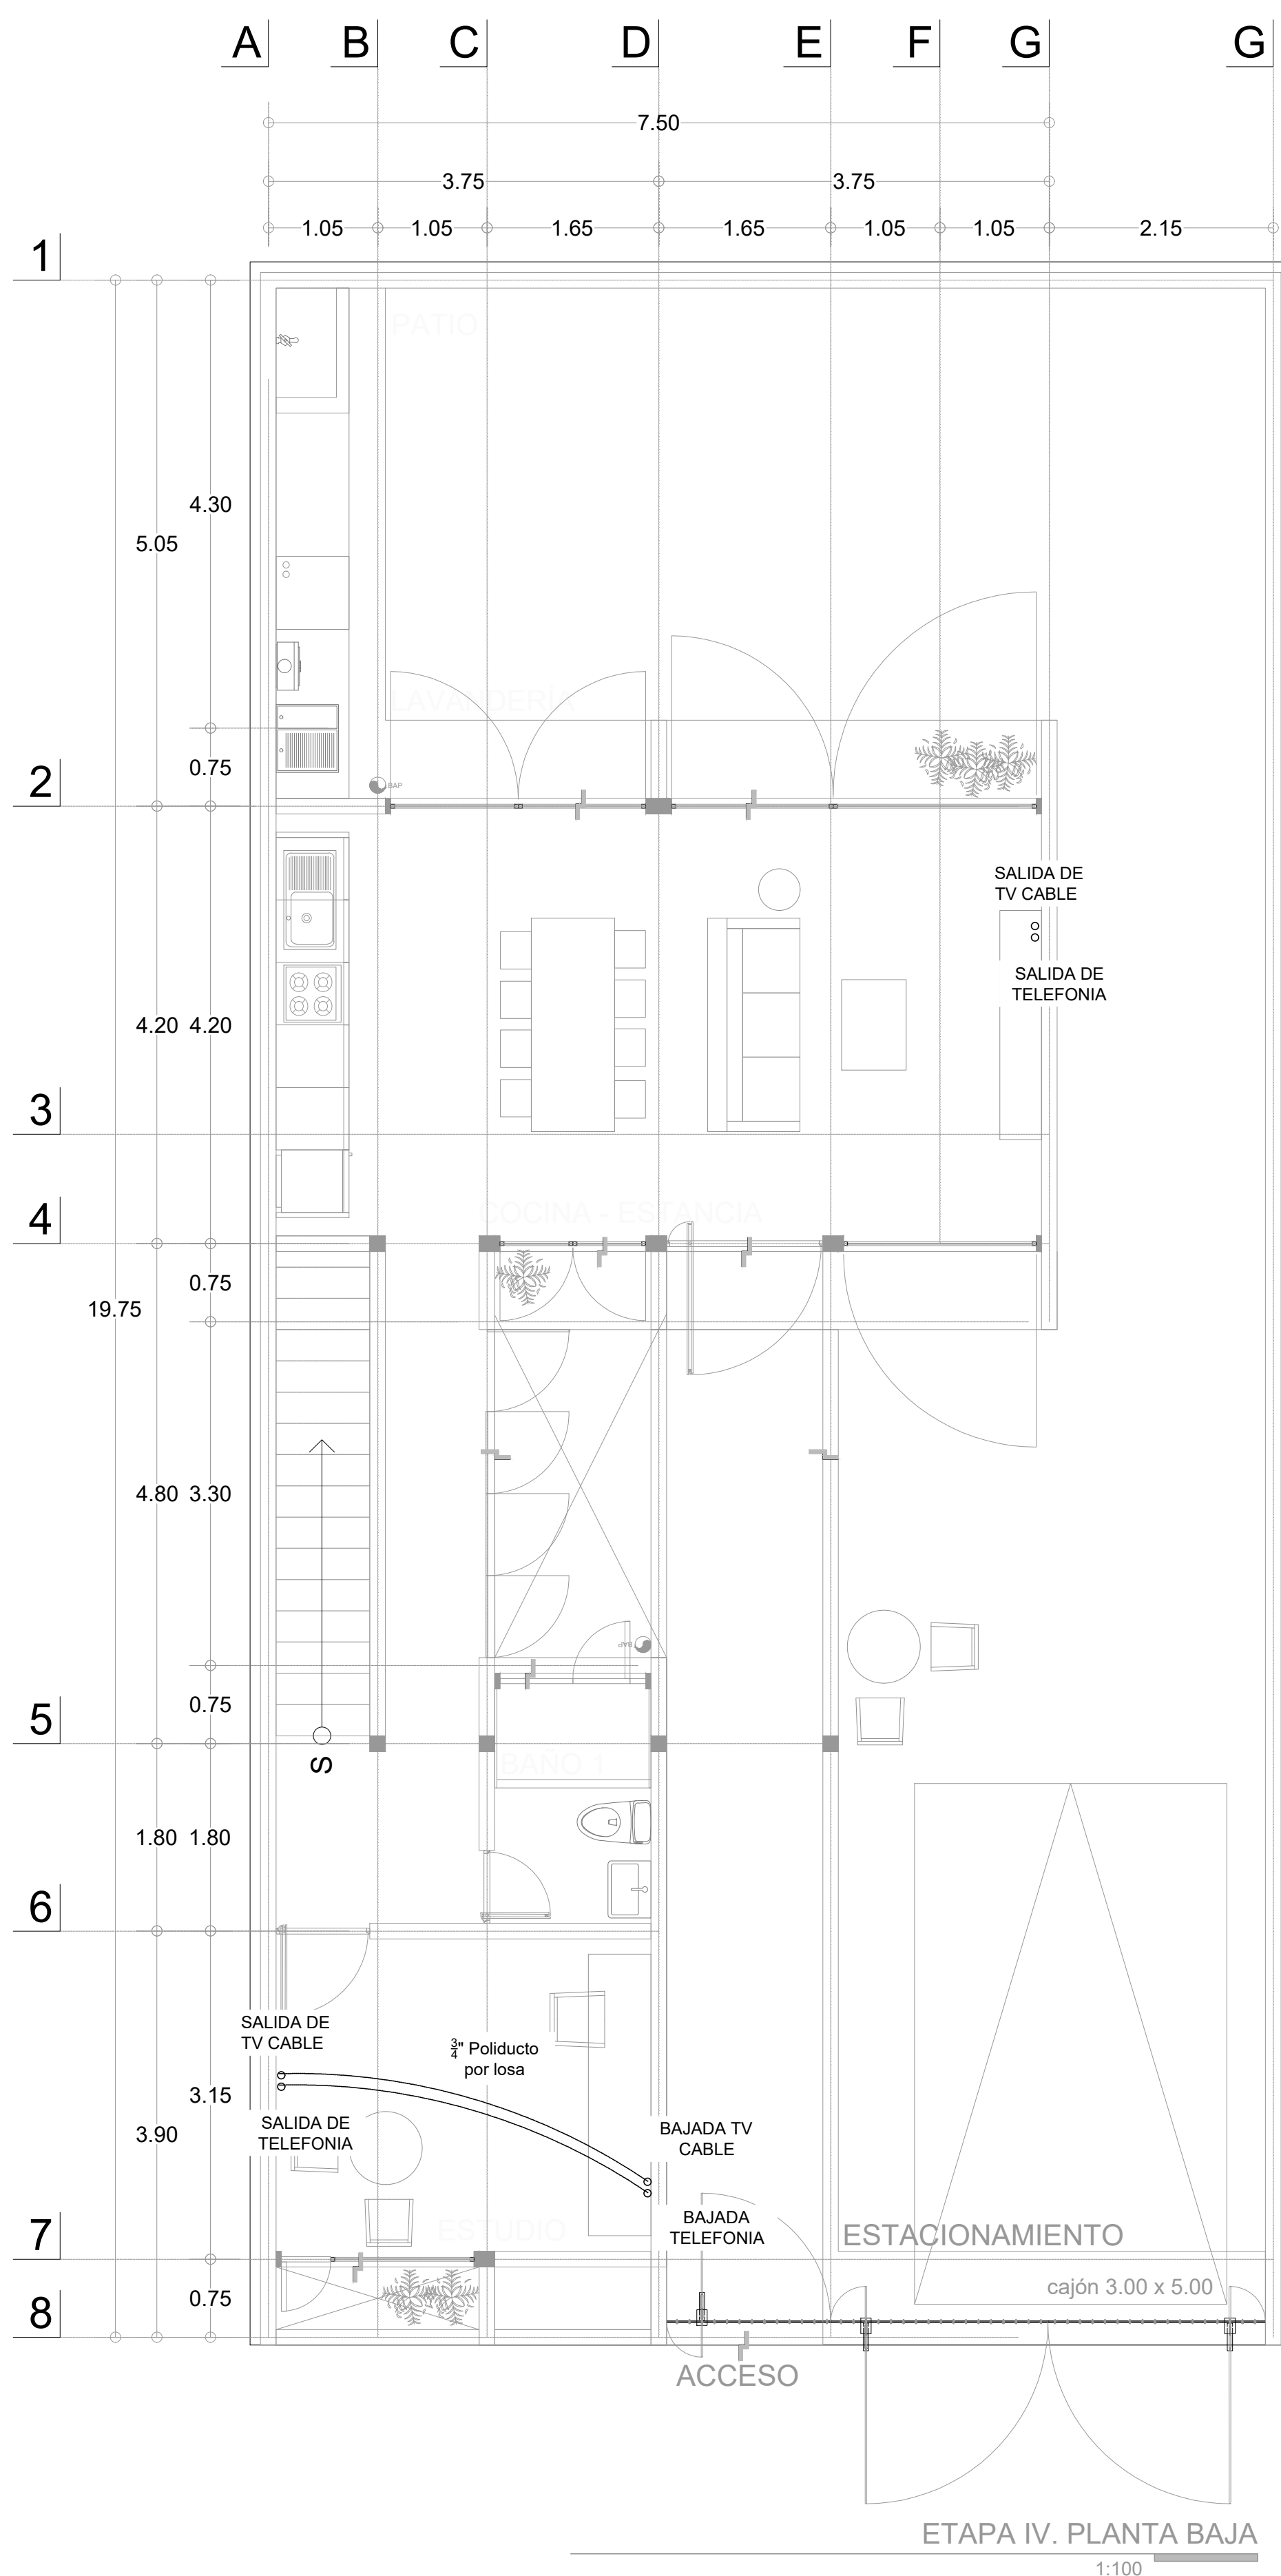 A B C D E F G G
7.50
3.75 3.75
1.05 1.05 1.65 1.65 1.05 1.05 2.15
1
PATIO
4.30
5.05
LAVANDERÍA
0.75
2
BAP
SALIDA DE
TV CABLE
SALIDA DE
TELEFONIA
4.20 4.20
3
4
COCINA - ESTANCIA
0.75
19.75
4.80 3.30
BAP
0.75
5
S
BAÑO 1
1.80 1.80
6
SALIDA DE
TV CABLE
3/4" Poliducto
por losa
3.15
3.90
SALIDA DE
TELEFONIA
BAJADA TV
CABLE
BAJADA
TELEFONIA
ESTUDIO
ESTACIONAMIENTO
7
cajón 3.00 x 5.00
0.75
8
ACCESO
ETAPA IV. PLANTA BAJA
1:100